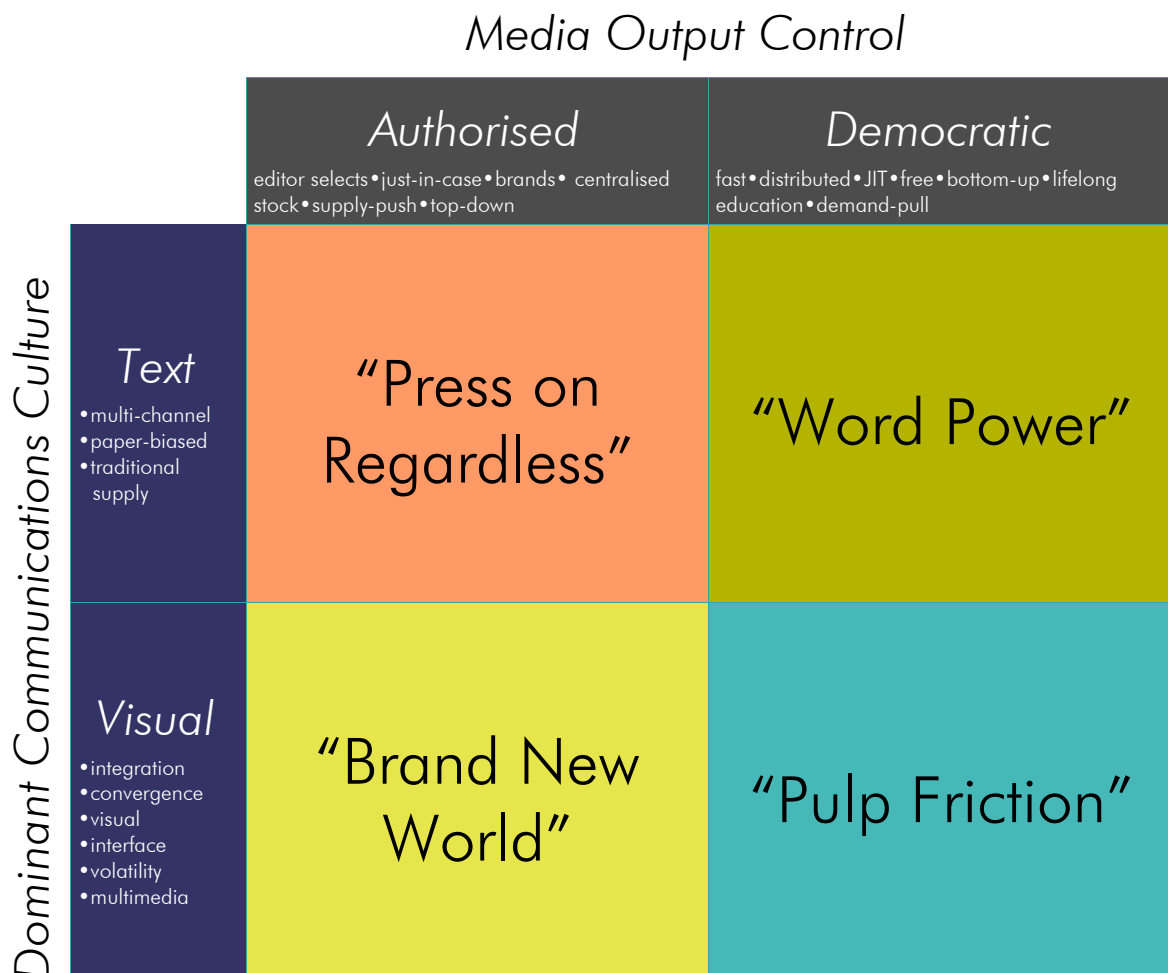 Media Output Control
Authorised
editor selects•just-in-case•brands• centralised
stock•supply-push•top-down
Democratic
fast•distributed•JIT•free•bottom-up•lifelong
education•demand-pull
Dominant Communications Culture
Text
•multi-channel
•paper-biased
•traditional
supply
“Press on
Regardless”
“Word Power”
Visual
•integration
•convergence
•visual
•interface
•volatility
•multimedia
“Brand New
World”
“Pulp Friction”